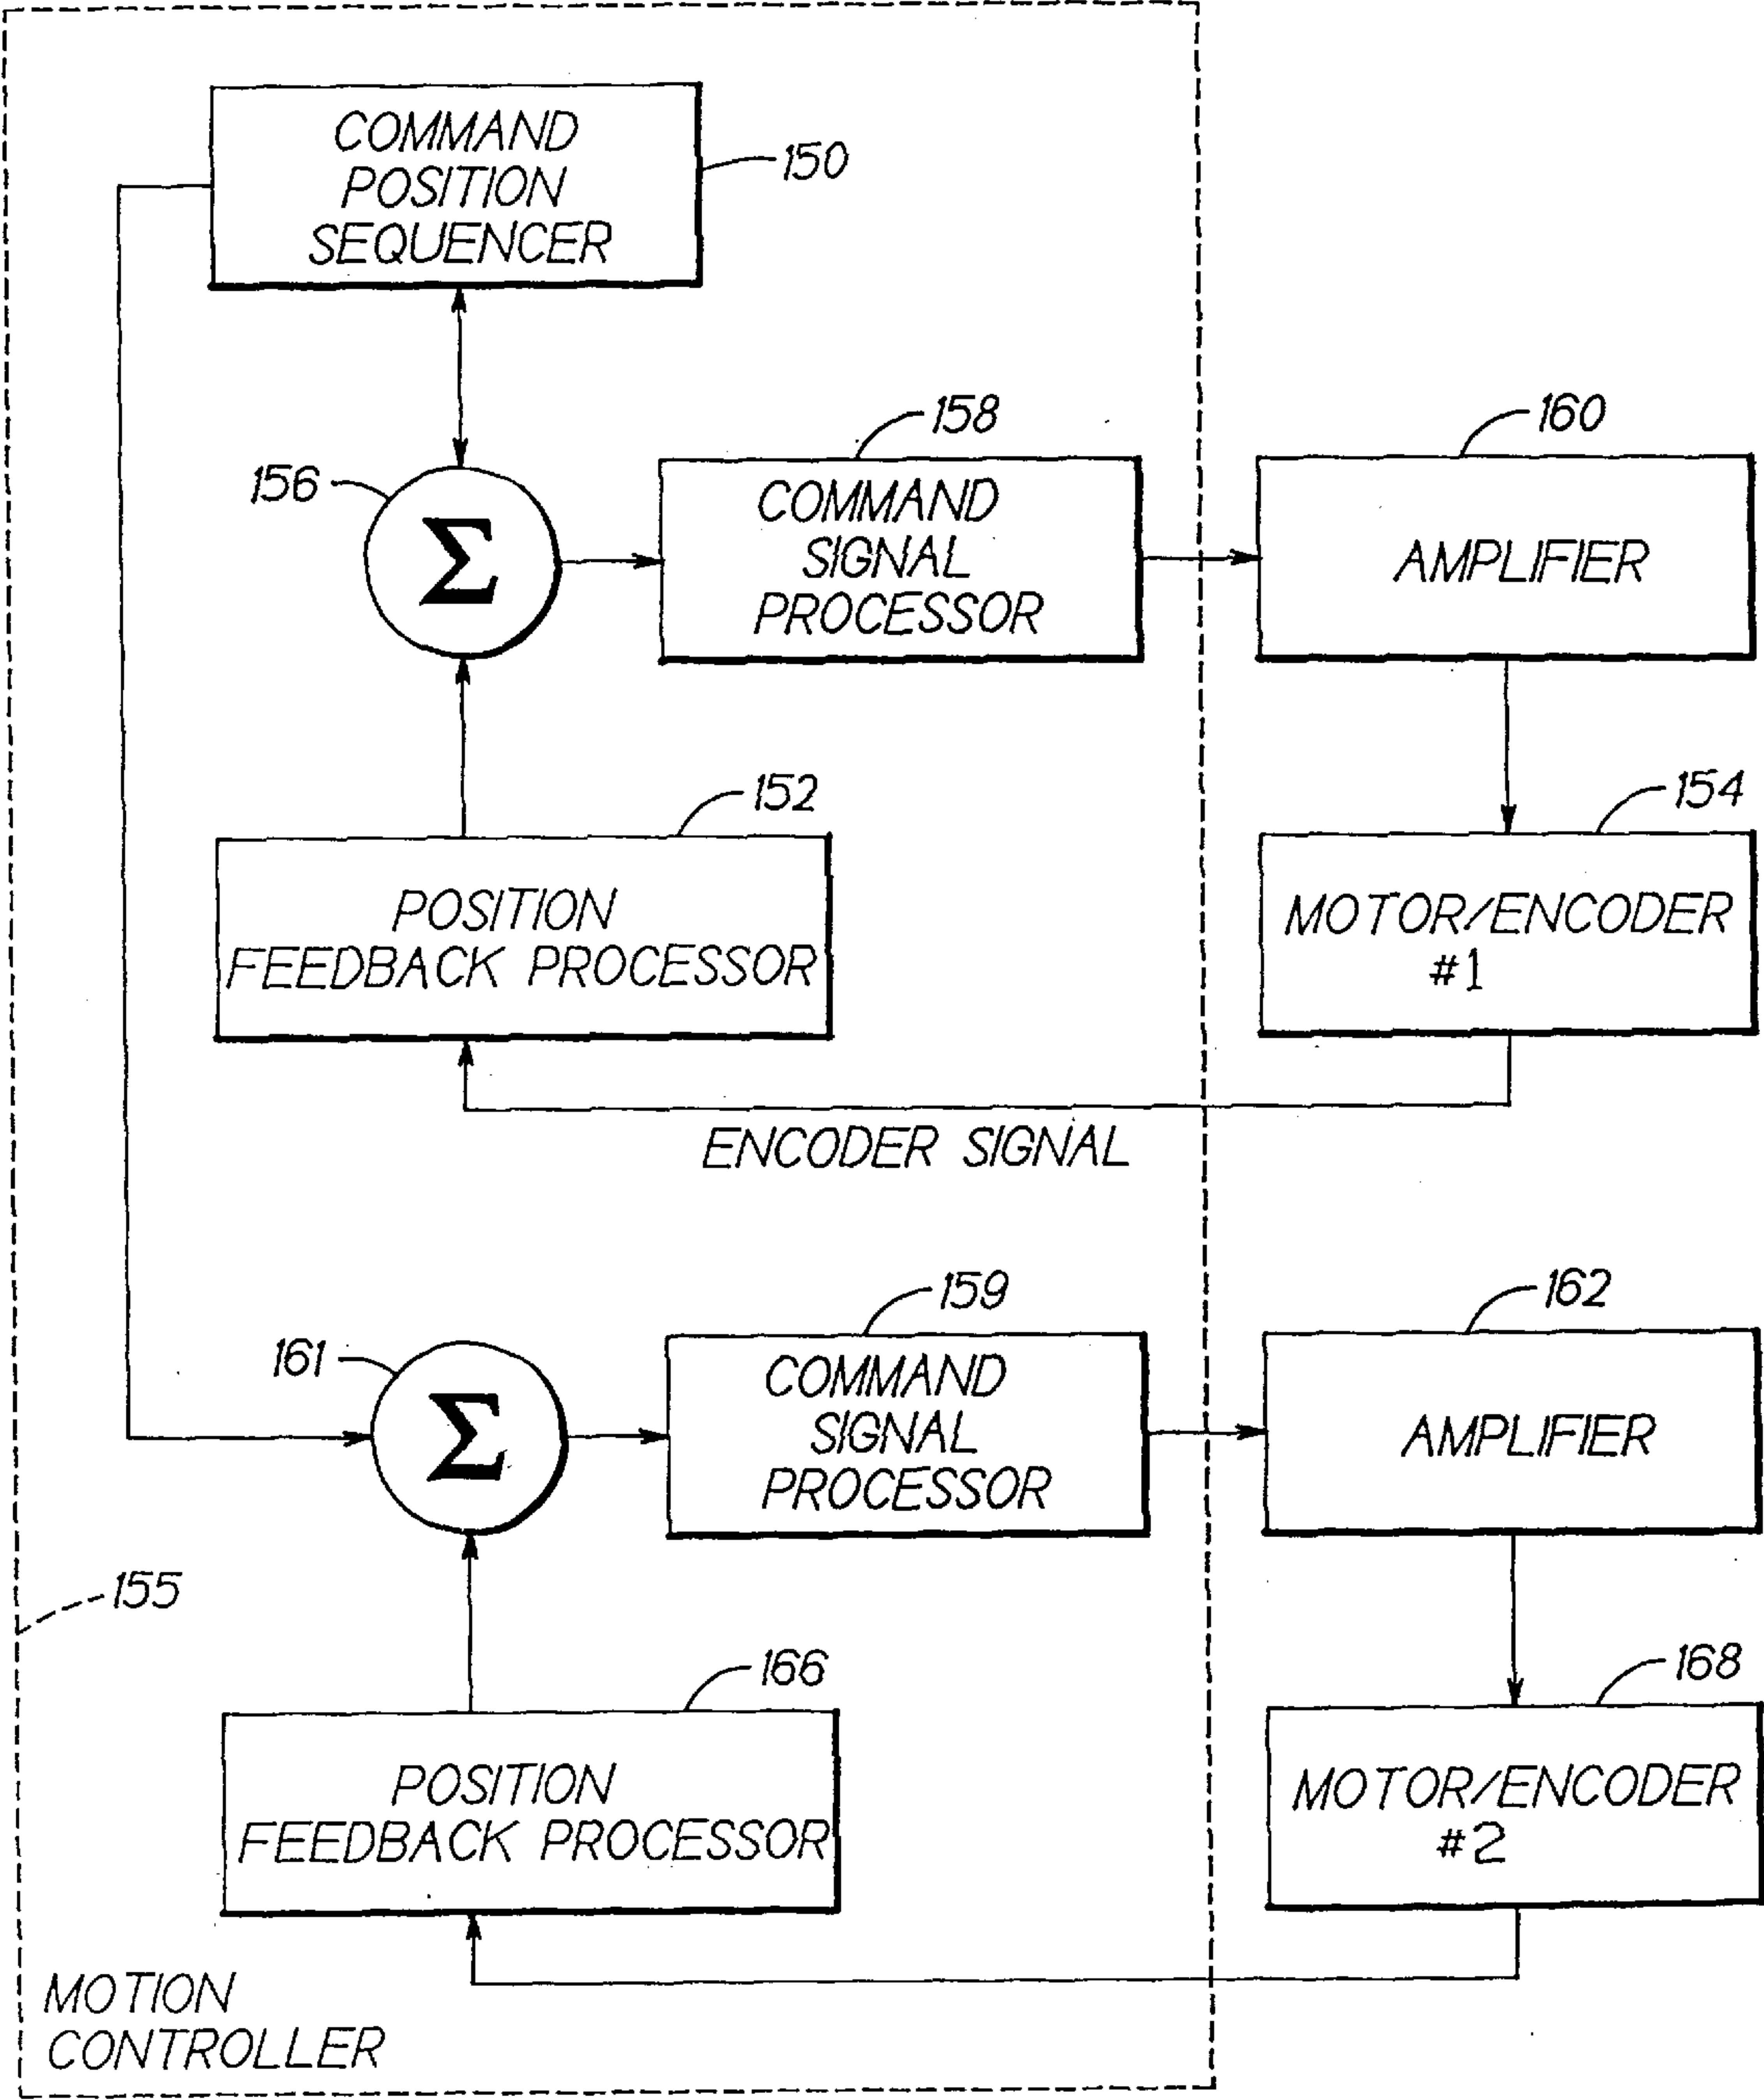 COMMAND
POSITION
SEQUENCER
150
156
Σ
158
COMMAND
SIGNAL
PROCESSOR
160
AMPLIFIER
152
POSITION
FEEDBACK PROCESSOR
154
MOTOR/ENCODER
#1
ENCODER SIGNAL
161
Σ
159
COMMAND
SIGNAL
PROCESSOR
162
AMPLIFIER
155
166
POSITION
FEEDBACK PROCESSOR
168
MOTOR/ENCODER
#2
MOTION
CONTROLLER